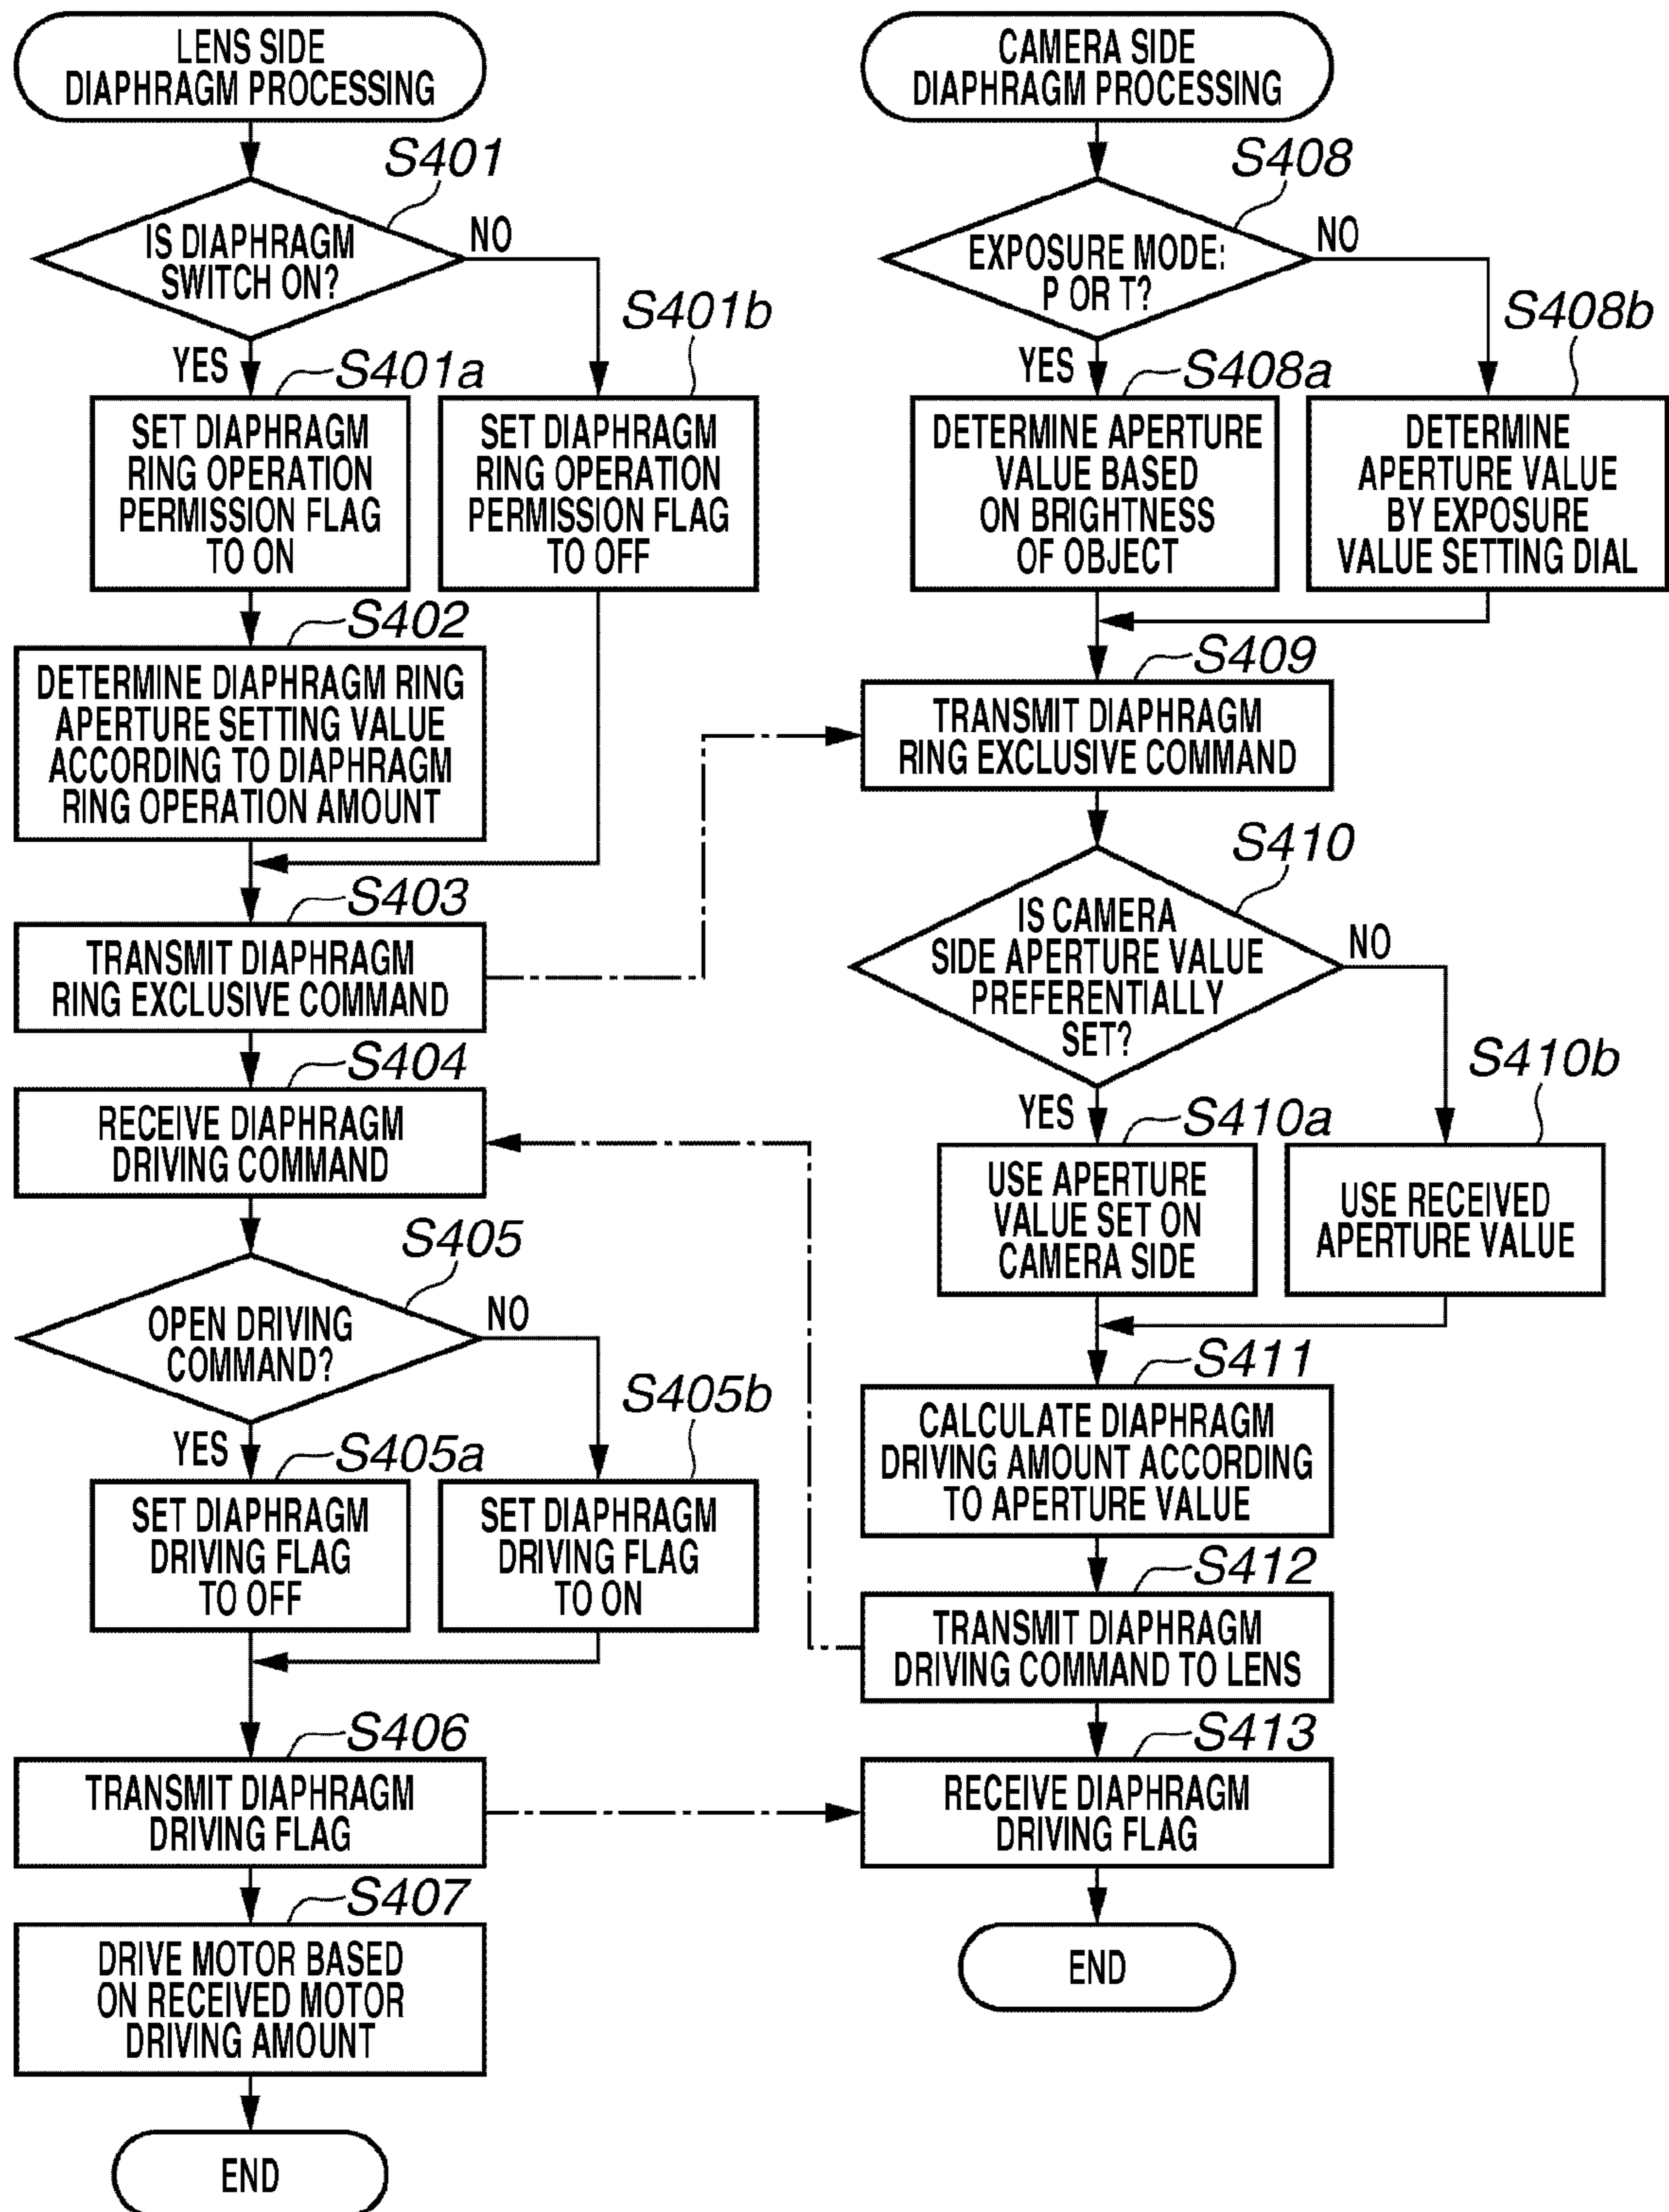 LENS SIDE
DIAPHRAGM PROCESSING
S401
IS DIAPHRAGM
SWITCH ON?
NO
YES
S401a
SET DIAPHRAGM
RING OPERATION
PERMISSION FLAG
TO ON
S401b
SET DIAPHRAGM
RING OPERATION
PERMISSION FLAG
TO OFF
S402
DETERMINE DIAPHRAGM RING
APERTURE SETTING VALUE
ACCORDING TO DIAPHRAGM
RING OPERATION AMOUNT
S403
TRANSMIT DIAPHRAGM
RING EXCLUSIVE COMMAND
S404
RECEIVE DIAPHRAGM
DRIVING COMMAND
S405
OPEN DRIVING
COMMAND?
NO
YES
S405a
SET DIAPHRAGM
DRIVING FLAG
TO OFF
S405b
SET DIAPHRAGM
DRIVING FLAG
TO ON
S406
TRANSMIT DIAPHRAGM
DRIVING FLAG
S407
DRIVE MOTOR BASED
ON RECEIVED MOTOR
DRIVING AMOUNT
END
CAMERA SIDE
DIAPHRAGM PROCESSING
S408
EXPOSURE MODE:
P OR T?
NO
YES
S408a
DETERMINE APERTURE
VALUE BASED
ON BRIGHTNESS
OF OBJECT
S408b
DETERMINE
APERTURE VALUE
BY EXPOSURE
VALUE SETTING DIAL
S409
TRANSMIT DIAPHRAGM
RING EXCLUSIVE COMMAND
S410
IS CAMERA
SIDE APERTURE VALUE
PREFERENTIALLY
SET?
NO
YES
S410a
USE APERTURE
VALUE SET ON
CAMERA SIDE
S410b
USE RECEIVED
APERTURE VALUE
S411
CALCULATE DIAPHRAGM
DRIVING AMOUNT ACCORDING
TO APERTURE VALUE
S412
TRANSMIT DIAPHRAGM
DRIVING COMMAND TO LENS
S413
RECEIVE DIAPHRAGM
DRIVING FLAG
END